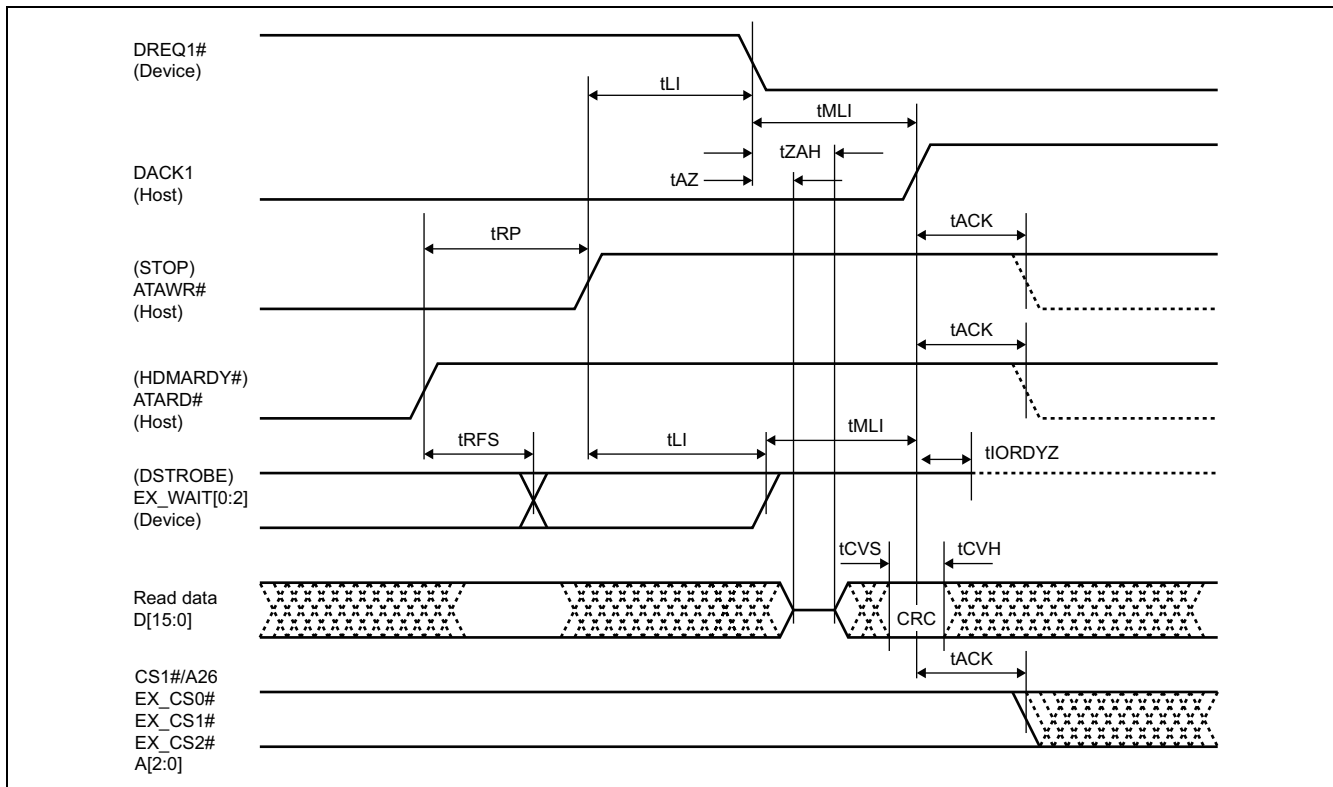 DREQ1#
(Device)
tLI
tMLI
tZAH
DACK1
(Host)
tAZ
tACK
tRP
(STOP)
ATAWR#
(Host)
tACK
(HDMARDY#)
ATARD#
(Host)
tRFS
tLI
tMLI
tIORDYZ
(DSTROBE)
EX_WAIT[0:2]
(Device)
tCVS
tCVH
Read data
D[15:0]
CRC
tACK
CS1#/A26
EX_CS0#
EX_CS1#
EX_CS2#
A[2:0]